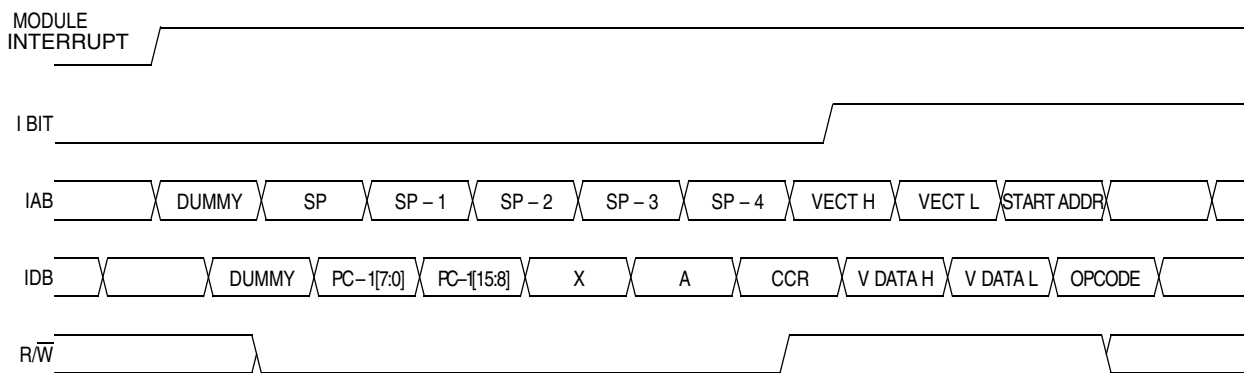 MODULE
INTERRUPT
I BIT
IAB DUMMY SP SP – 1 SP – 2 SP – 3 SP – 4 VECT H VECT L START ADDR
IDB DUMMY PC–1[7:0] PC–1[15:8] X A CCR V DATA H V DATA L OPCODE
R/W̅